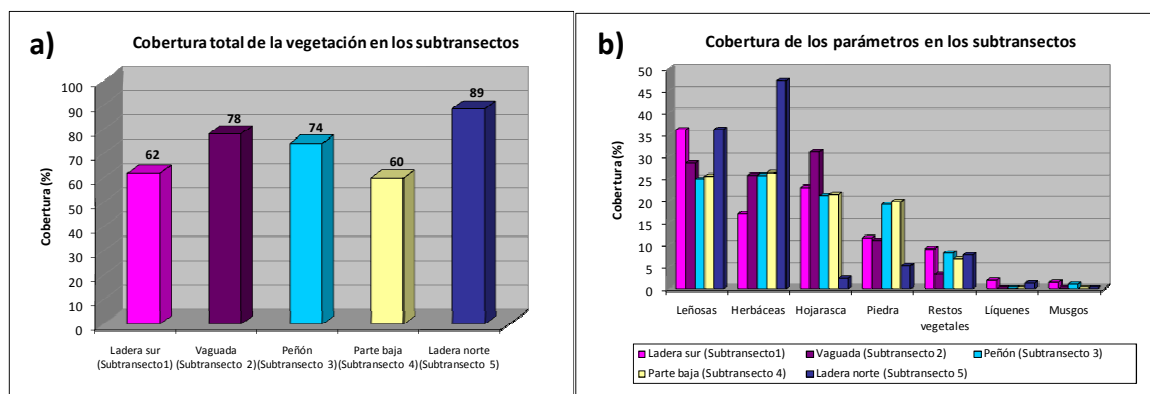 a)
Cobertura total de la vegetación en los subtransectos
Cobertura (%)
100
90
80
70
60
50
40
30
20
10
0
62
78
74
60
89
Ladera sur Vaguada Peñón Parte baja Ladera norte
(Subtransecto1) (Subtransecto 2) (Subtransecto 3) (Subtransecto 4) (Subtransecto 5)
b)
Cobertura de los parámetros en los subtransectos
Cobertura (%)
50
45
40
35
30
25
20
15
10
5
0
Leñosas Herbáceas Hojarasca Piedra Restos Líquenes Musgos
vegetales
Ladera sur (Subtransecto1) Vaguada (Subtransecto 2) Peñón (Subtransecto 3)
Parte baja (Subtransecto 4) Ladera norte (Subtransecto 5)